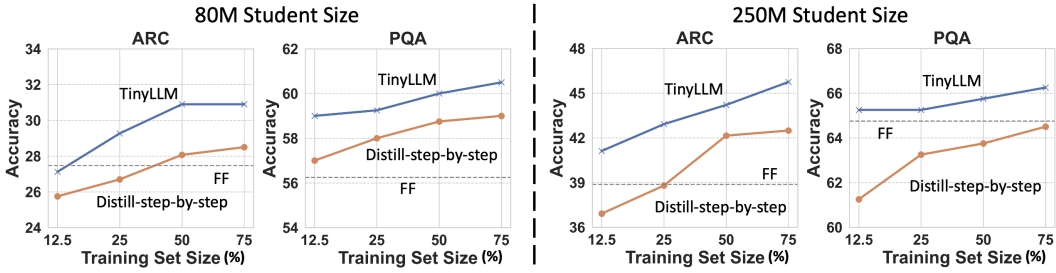 80M Student Size
ARC
Accuracy
34
32
30
28
26
24
TinyLLM
FF
Distill-step-by-step
12.5
25
50
75
Training Set Size (%)
PQA
Accuracy
62
60
58
56
54
TinyLLM
Distill-step-by-step
FF
12.5
25
50
75
Training Set Size (%)
250M Student Size
ARC
Accuracy
48
45
42
39
36
TinyLLM
FF
Distill-step-by-step
12.5
25
50
75
Training Set Size (%)
PQA
Accuracy
68
66
64
62
60
TinyLLM
FF
Distill-step-by-step
12.5
25
50
75
Training Set Size (%)